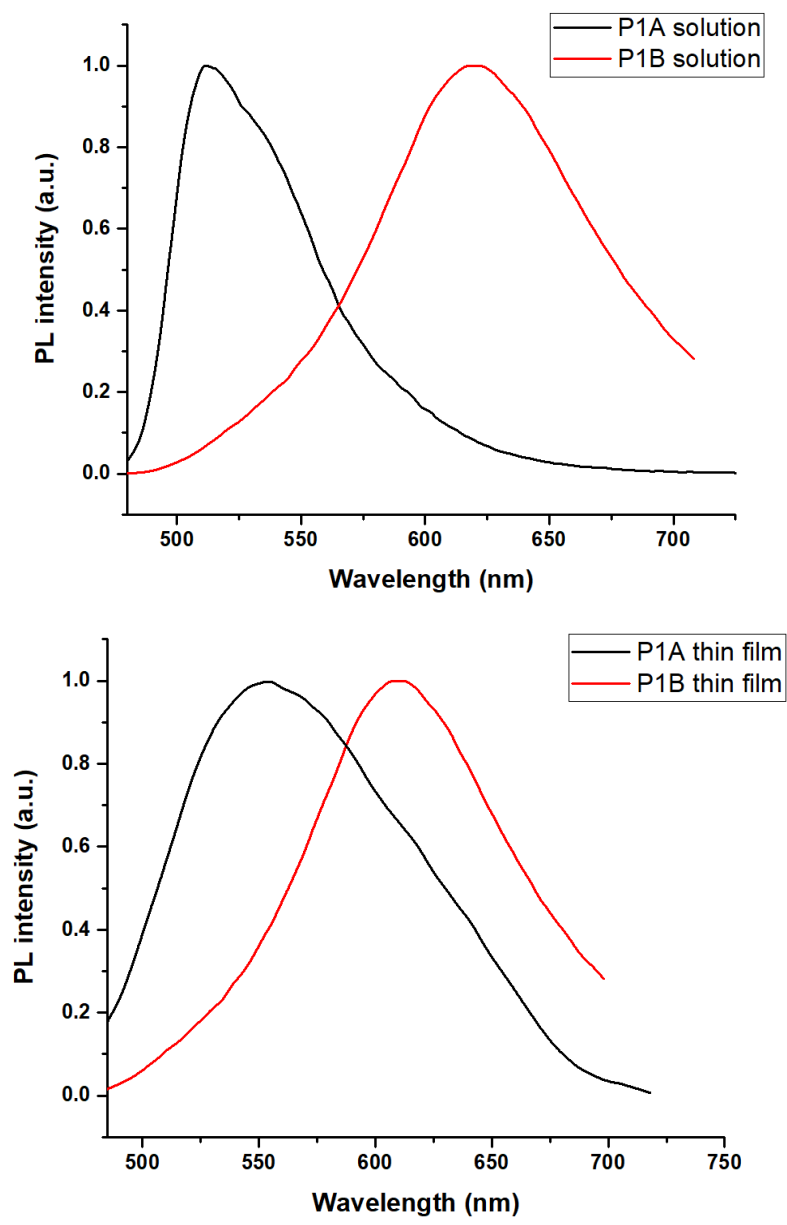 P1A solution
P1B solution
PL intensity (a.u.)
1.0
0.8
0.6
0.4
0.2
0.0
500 550 600 650 700
Wavelength (nm)
P1A thin film
P1B thin film
PL intensity (a.u.)
1.0
0.8
0.6
0.4
0.2
0.0
500 550 600 650 700 750
Wavelength (nm)